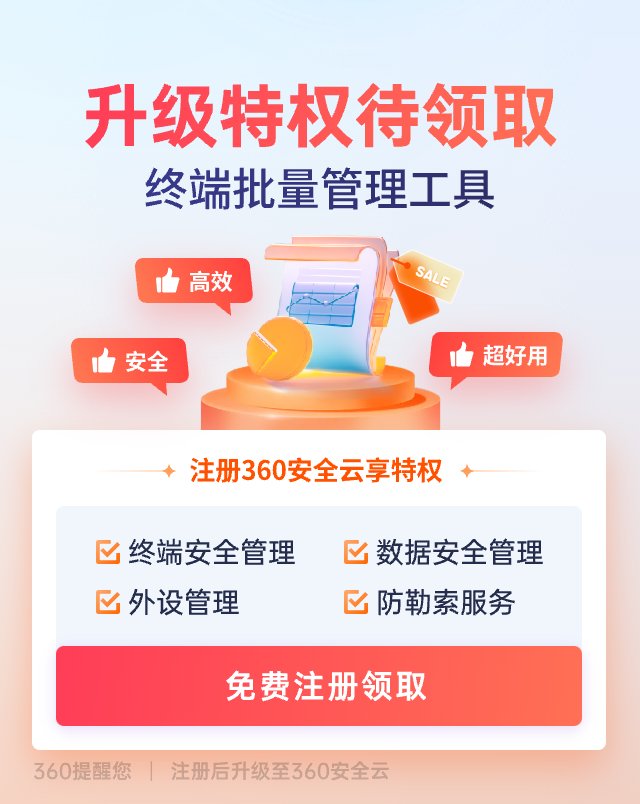 升级特权待领取
终端批量管理工具
高效
SALE
安全
超好用
注册360安全云享特权
终端安全管理
数据安全管理
外设管理
防勒索服务
免费注册领取
360提醒您 | 注册后升级至360安全云